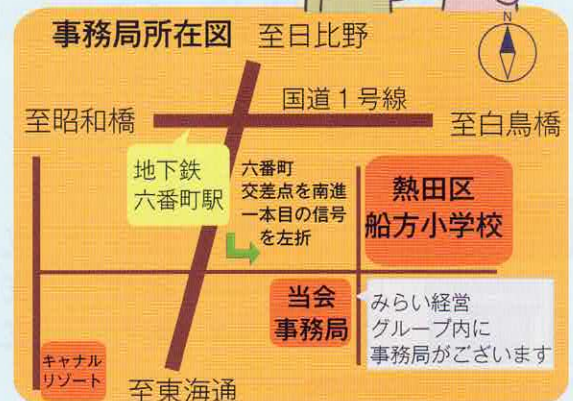 事務局所在図
至日比野
N
国道1号線
至昭和橋
至白鳥橋
地下鉄
六番町駅
六番町
交差点を南進
一本目の信号
を左折
熱田区
船方小学校
当会
事務局
みらい経営
グループ内に
事務局がございます
キャナル
リゾート
至東海通